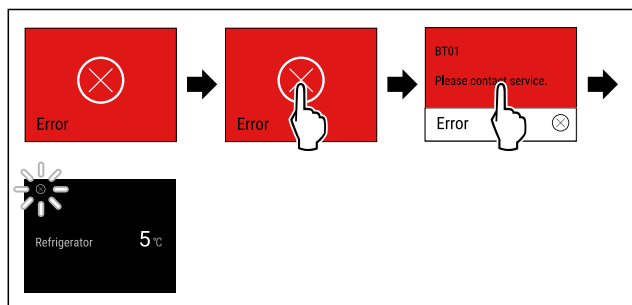 Error
Error
BT01
Please contact service.
Error
Refrigerator 5 °C